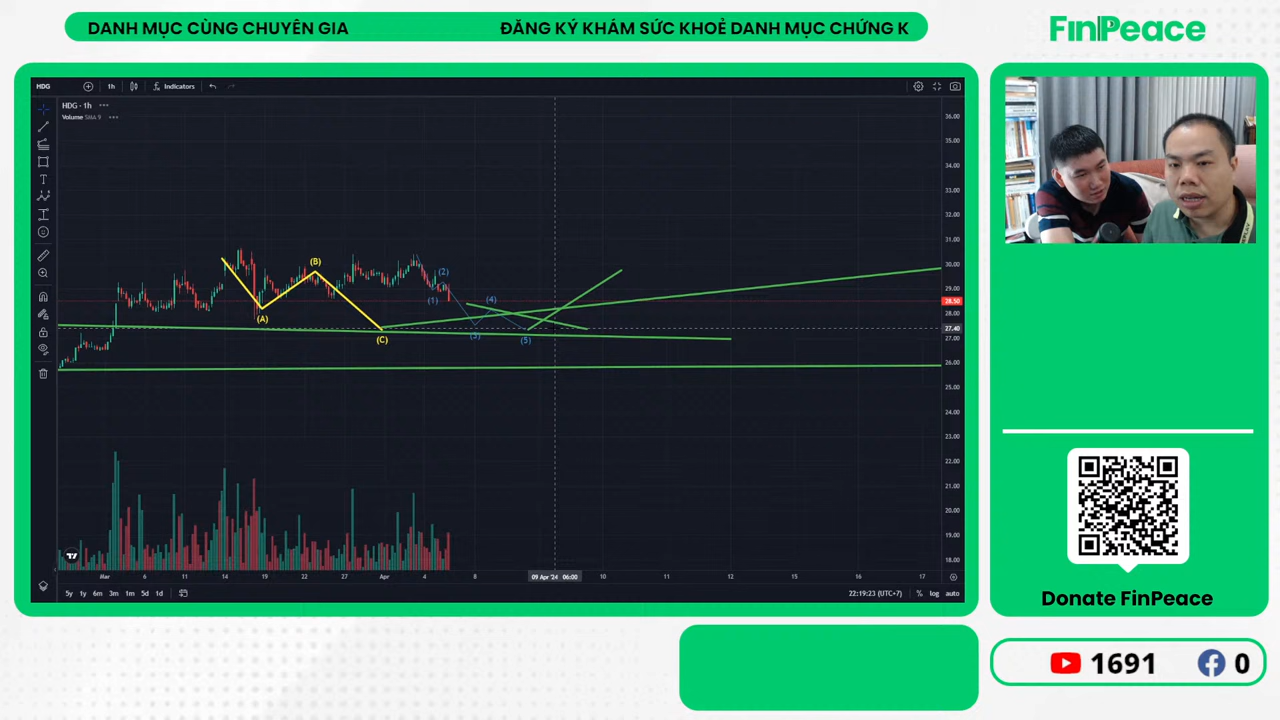 DANH MỤC CÙNG CHUYÊN GIA
ĐĂNG KÝ KHÁM SỨC KHOẺ DANH MỤC CHỨNG K
FinPeace
HDG
1h
Indicators
HDG · 1h
Volume SMA 9
36.00
35.00
34.00
33.00
32.00
31.00
30.00
29.00
28.50
28.00
27.40
27.00
26.00
25.00
24.00
23.00
22.00
21.00
20.00
19.00
18.00
(A)
(B)
(C)
(1)
(2)
(3)
(4)
(5)
Mar 6 11 14 19 22 27 Apr 4 8 09 Apr '24 06:00 10 11 12 15 16 17
5y 1y 6m 3m 1m 5d 1d
22:19:23 (UTC+7) % log auto
Donate FinPeace
1691
0